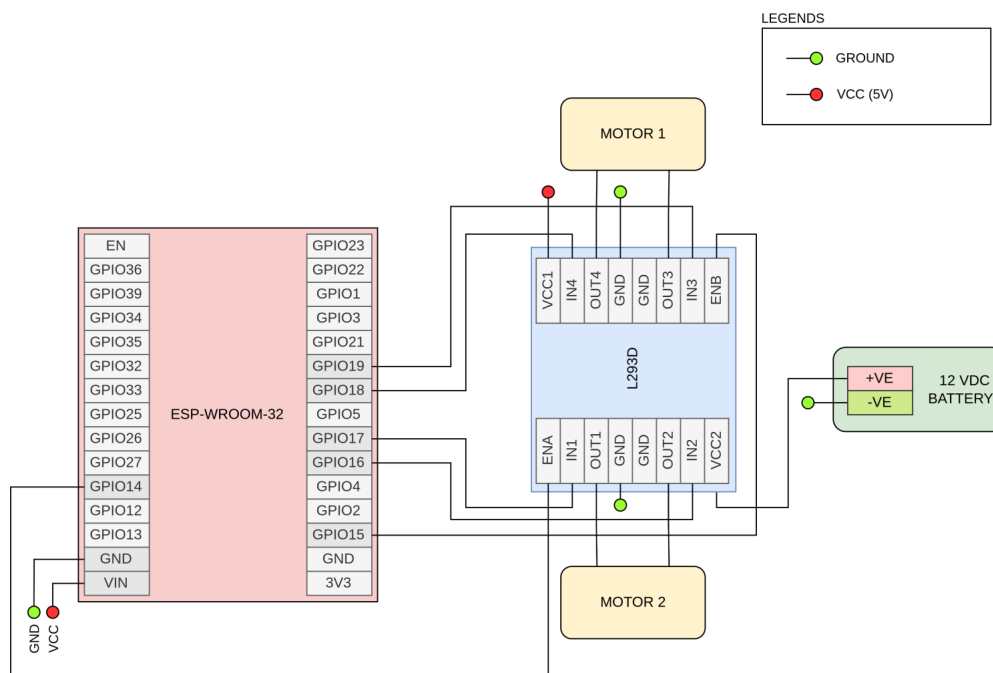 LEGENDS
GROUND
VCC (5V)
MOTOR 1
VCC1
IN4
OUT4
GND
GND
OUT3
IN3
ENB
L293D
ENA
IN1
OUT1
GND
GND
OUT2
IN2
VCC2
MOTOR 2
EN
GPIO36
GPIO39
GPIO34
GPIO35
GPIO32
GPIO33
GPIO25
GPIO26
GPIO27
GPIO14
GPIO12
GPIO13
GND
VIN
ESP-WROOM-32
GPIO23
GPIO22
GPIO1
GPIO3
GPIO21
GPIO19
GPIO18
GPIO5
GPIO17
GPIO16
GPIO4
GPIO2
GPIO15
GND
3V3
GND
VCC
+VE
-VE
12 VDC
BATTERY